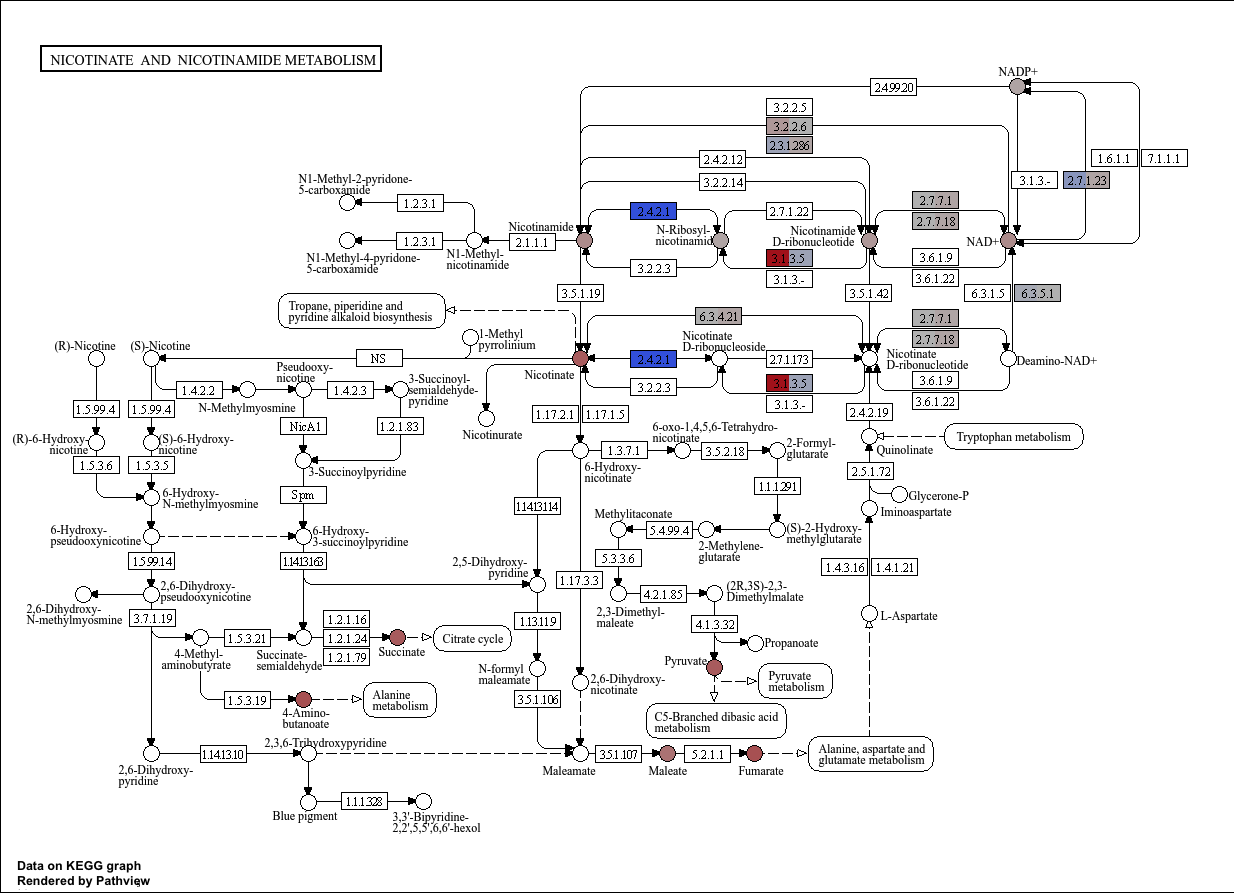 NICOTINATE AND NICOTINAMIDE METABOLISM
NADP+
2.4.99.20
3.2.2.5
3.2.2.6
2.3.1.286
2.4.2.12
1.6.1.1
7.1.1.1
3.2.2.14
3.1.3.-
2.7.1.23
N1-Methyl-2-pyridone-
5-carboxamide
1.2.3.1
2.7.7.1
2.7.7.18
2.4.2.1
2.7.1.22
Nicotinamide
N-Ribosyl-
nicotinamid
Nicotinamide
D-ribonucleotide
NAD+
1.2.3.1
N1-Methyl-4-pyridone-
5-carboxamide
N1-Methyl-
nicotinamide
2.1.1.1
3.1.3.5
3.6.1.9
3.2.2.3
3.1.3.-
3.6.1.22
3.5.1.19
3.5.1.42
6.3.1.5
6.3.5.1
Tropane, piperidine and
pyridine alkaloid biosynthesis
6.3.4.21
2.7.7.1
2.7.7.18
1-Methyl
pyrrolinium
Nicotinate
D-ribonucleoside
(R)-Nicotine
(S)-Nicotine
NS
2.4.2.1
2.7.1.173
Nicotinate
D-ribonucleotide
Deamino-NAD+
Pseudooxy-
nicotine
Nicotinate
3-Succinoyl-
semialdehyde-
pyridine
1.4.2.2
1.4.2.3
3.2.2.3
3.1.3.5
3.6.1.9
N-Methylmyosmine
3.1.3.-
3.6.1.22
1.5.99.4
1.5.99.4
1.17.2.1
1.17.1.5
2.4.2.19
NicA1
1.2.1.83
Nicotinurate
(R)-6-Hydroxy-
nicotine
(S)-6-Hydroxy-
nicotine
6-oxo-1,4,5,6-Tetrahydro-
nicotinate
2-Formyl-
glutarate
Tryptophan metabolism
Quinolinate
1.3.7.1
3.5.2.18
1.5.3.6
1.5.3.5
3-Succinoylpyridine
6-Hydroxy-
nicotinate
2.5.1.72
6-Hydroxy-
N-methylmyosmine
Spm
1.1.1.291
Glycerone-P
Iminoaspartate
1.14.13.114
Methylitaconate
6-Hydroxy-
pseudooxynicotine
6-Hydroxy-
3-succinoylpyridine
5.4.99.4
(S)-2-Hydroxy-
methylglutarate
2-Methylene-
glutarate
1.5.99.14
1.14.13.163
2,5-Dihydroxy-
pyridine
5.3.3.6
1.4.3.16
1.4.1.21
1.17.3.3
2,6-Dihydroxy-
pseudooxynicotine
4.2.1.85
(2R,3S)-2,3-
Dimethylmalate
2,6-Dihydroxy-
N-methylmyosmine
2,3-Dimethyl-
maleate
L-Aspartate
3.7.1.19
1.2.1.16
1.13.11.9
4.1.3.32
1.5.3.21
1.2.1.24
Citrate cycle
Propanoate
4-Methyl-
aminobutyrate
Succinate-
semialdehyde
1.2.1.79
Succinate
N-formyl
maleamate
Pyruvate
2,6-Dihydroxy-
nicotinate
Pyruvate
metabolism
1.5.3.19
Alanine
metabolism
3.5.1.106
4-Amino-
butanoate
C5-Branched dibasic acid
metabolism
2,3,6-Trihydroxypyridine
1.14.13.10
2,6-Dihydroxy-
pyridine
Maleamate
3.5.1.107
Maleate
5.2.1.1
Fumarate
Alanine, aspartate and
glutamate metabolism
1.1.1.328
Blue pigment
3,3'-Bipyridine-
2,2',5,5',6,6'-hexol
Data on KEGG graph
Rendered by Pathview